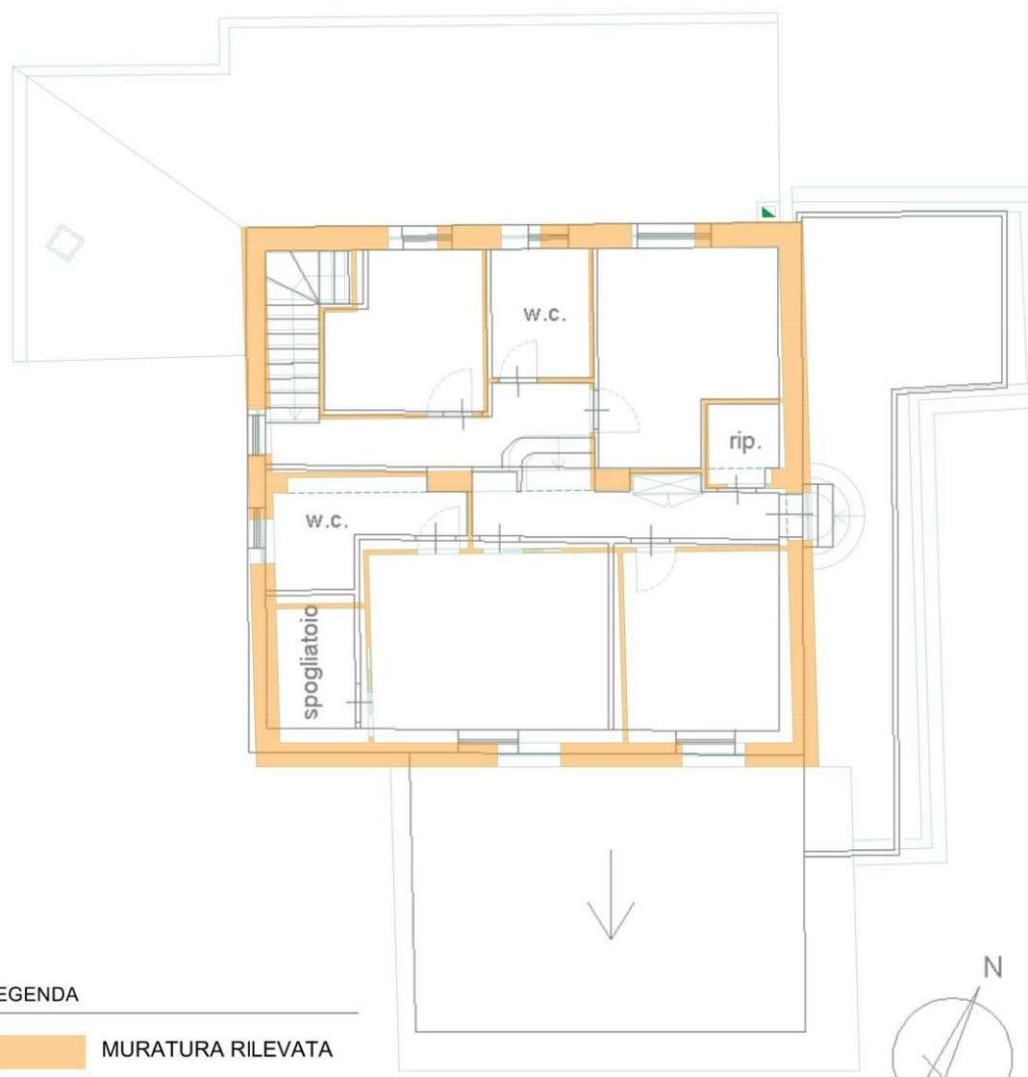 w.c.
rip.
w.c.
spogliatoio
N
EGENDA
MURATURA RILEVATA